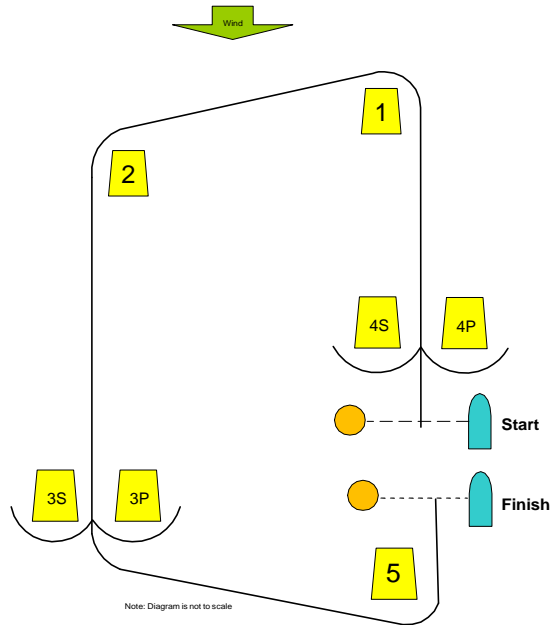 Wind
1
2
4S
4P
Start
3S
3P
Finish
5
Note: Diagram is not to scale